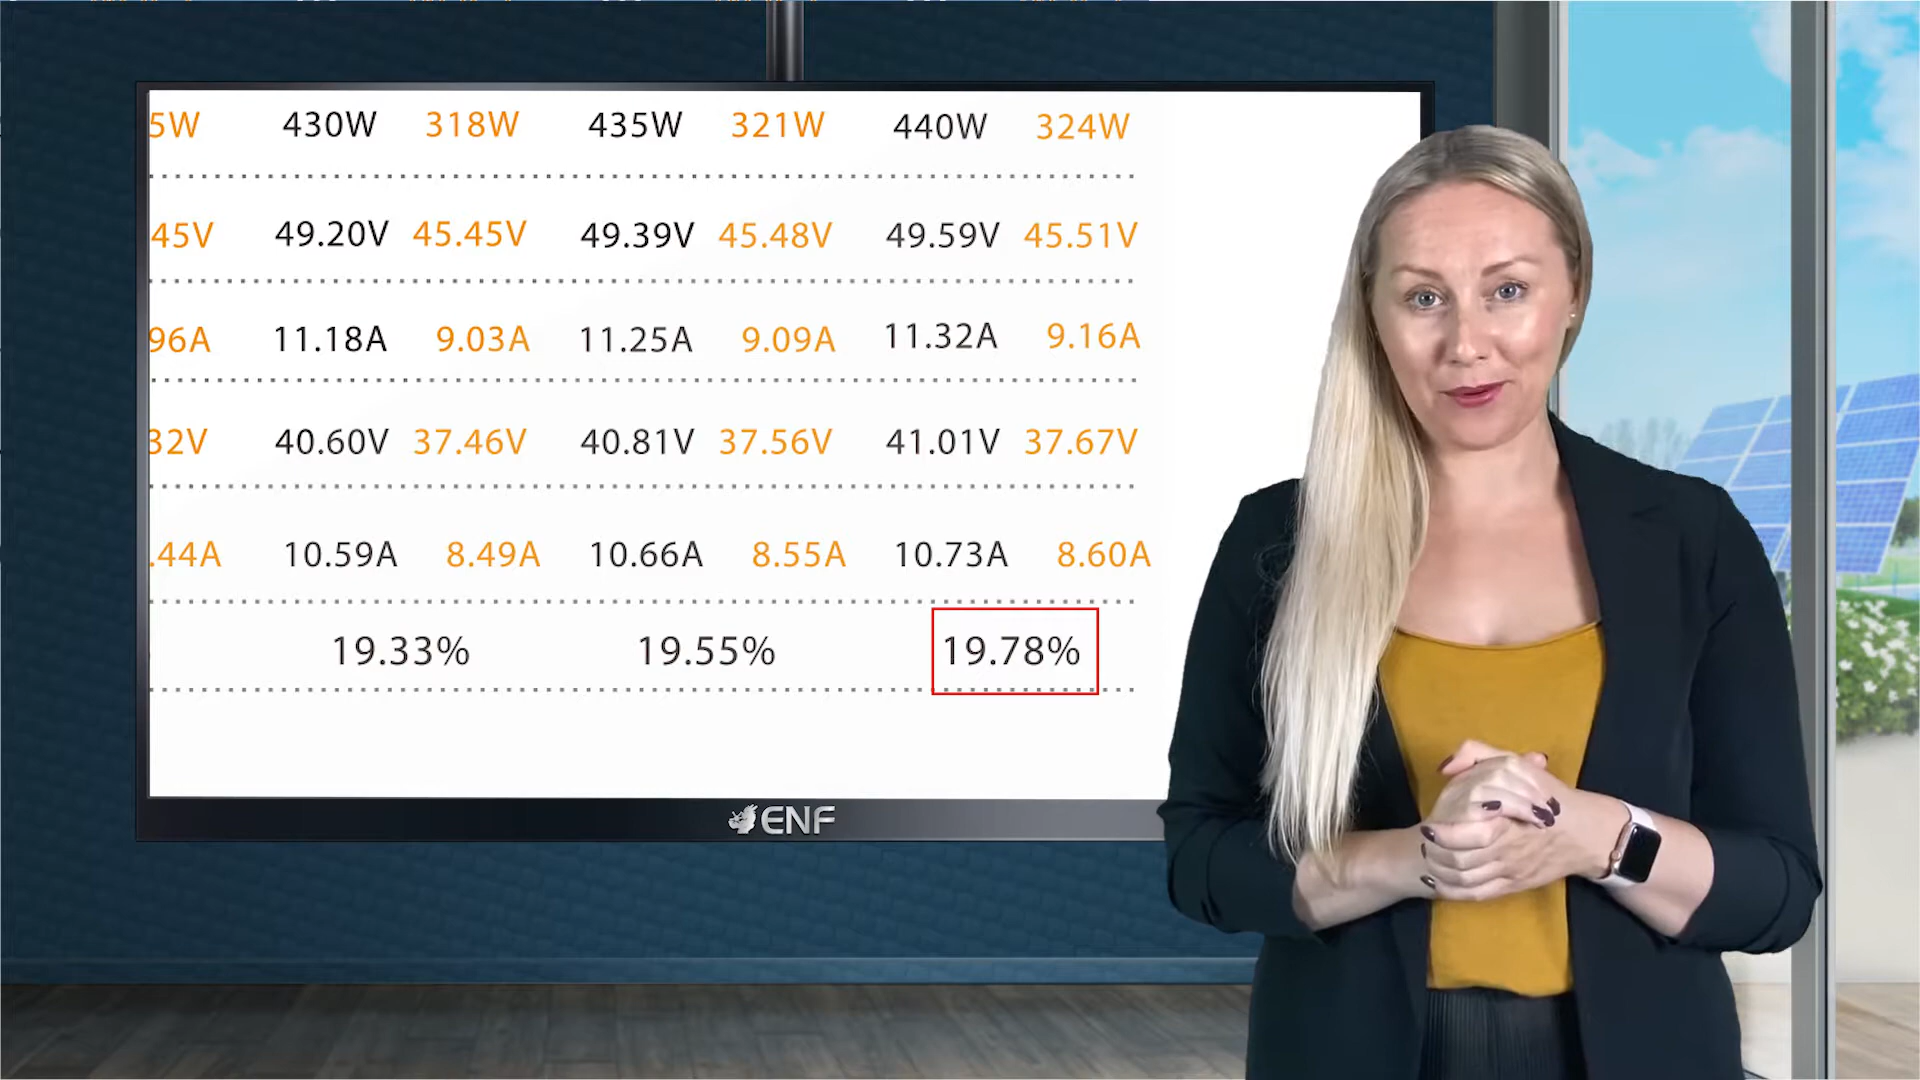 5W 430W 318W 435W 321W 440W 324W
45V 49.20V 45.45V 49.39V 45.48V 49.59V 45.51V
96A 11.18A 9.03A 11.25A 9.09A 11.32A 9.16A
32V 40.60V 37.46V 40.81V 37.56V 41.01V 37.67V
.44A 10.59A 8.49A 10.66A 8.55A 10.73A 8.60A
19.33% 19.55% 19.78%
ENF